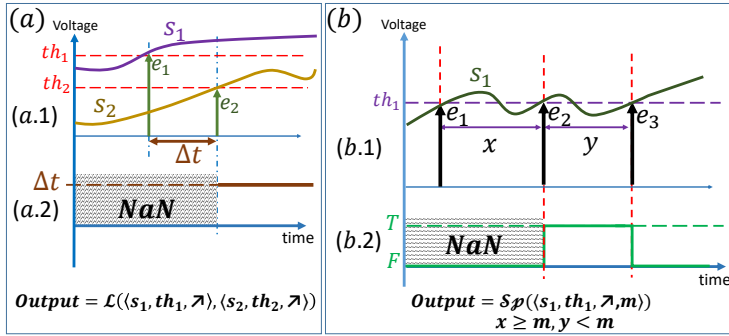 (a)
Voltage
s₁
th₁
e₁
th₂
s₂
e₂
(a.1)
Δt
Δt
(a.2)
NaN
time
Output = 𝓛(⟨s₁, th₁, ↗⟩, ⟨s₂, th₂, ↗⟩)
(b)
Voltage
s₁
th₁
e₁
e₂
e₃
x
y
(b.1)
T
(b.2)
NaN
F
time
Output = 𝓢𝓅(⟨s₁, th₁, ↗, m⟩)
x ≥ m, y < m